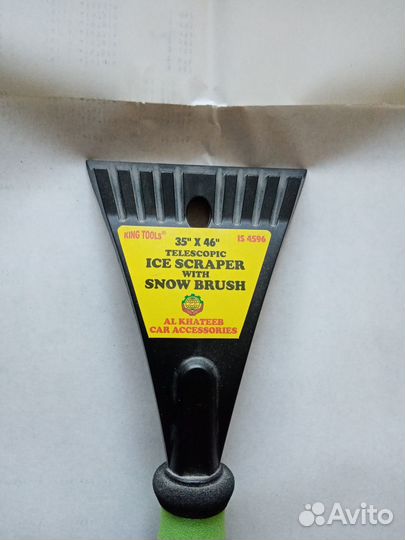 KING TOOLS®
IS 4596
35" X 46"
TELESCOPIC
ICE SCRAPER
WITH
SNOW BRUSH
AL KHATEEB
CAR ACCESSORIES
Avito